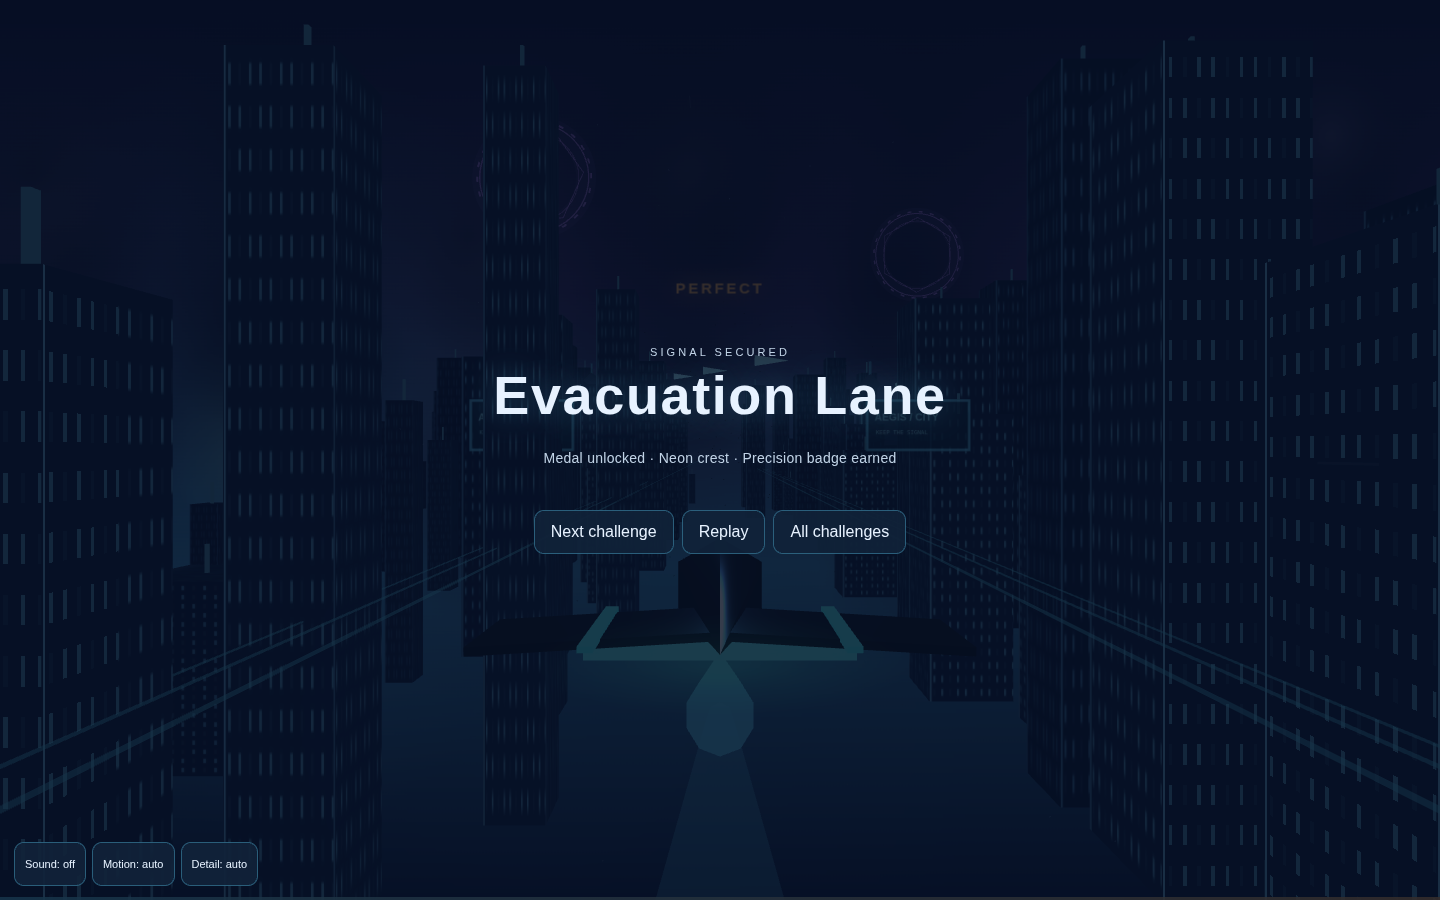 PERFECT
SIGNAL SECURED
Evacuation Lane
Medal unlocked · Neon crest · Precision badge earned
Next challenge
Replay
All challenges
Sound: off
Motion: auto
Detail: auto